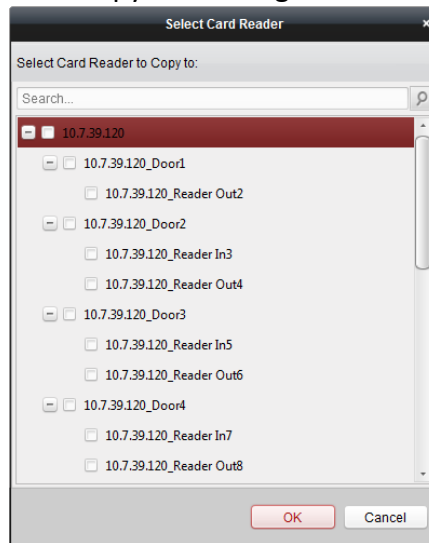 Select Card Reader ×
Select Card Reader to Copy to:
Search...
10.7.39.120
10.7.39.120_Door1
10.7.39.120_Reader Out2
10.7.39.120_Door2
10.7.39.120_Reader In3
10.7.39.120_Reader Out4
10.7.39.120_Door3
10.7.39.120_Reader In5
10.7.39.120_Reader Out6
10.7.39.120_Door4
10.7.39.120_Reader In7
10.7.39.120_Reader Out8
OK Cancel